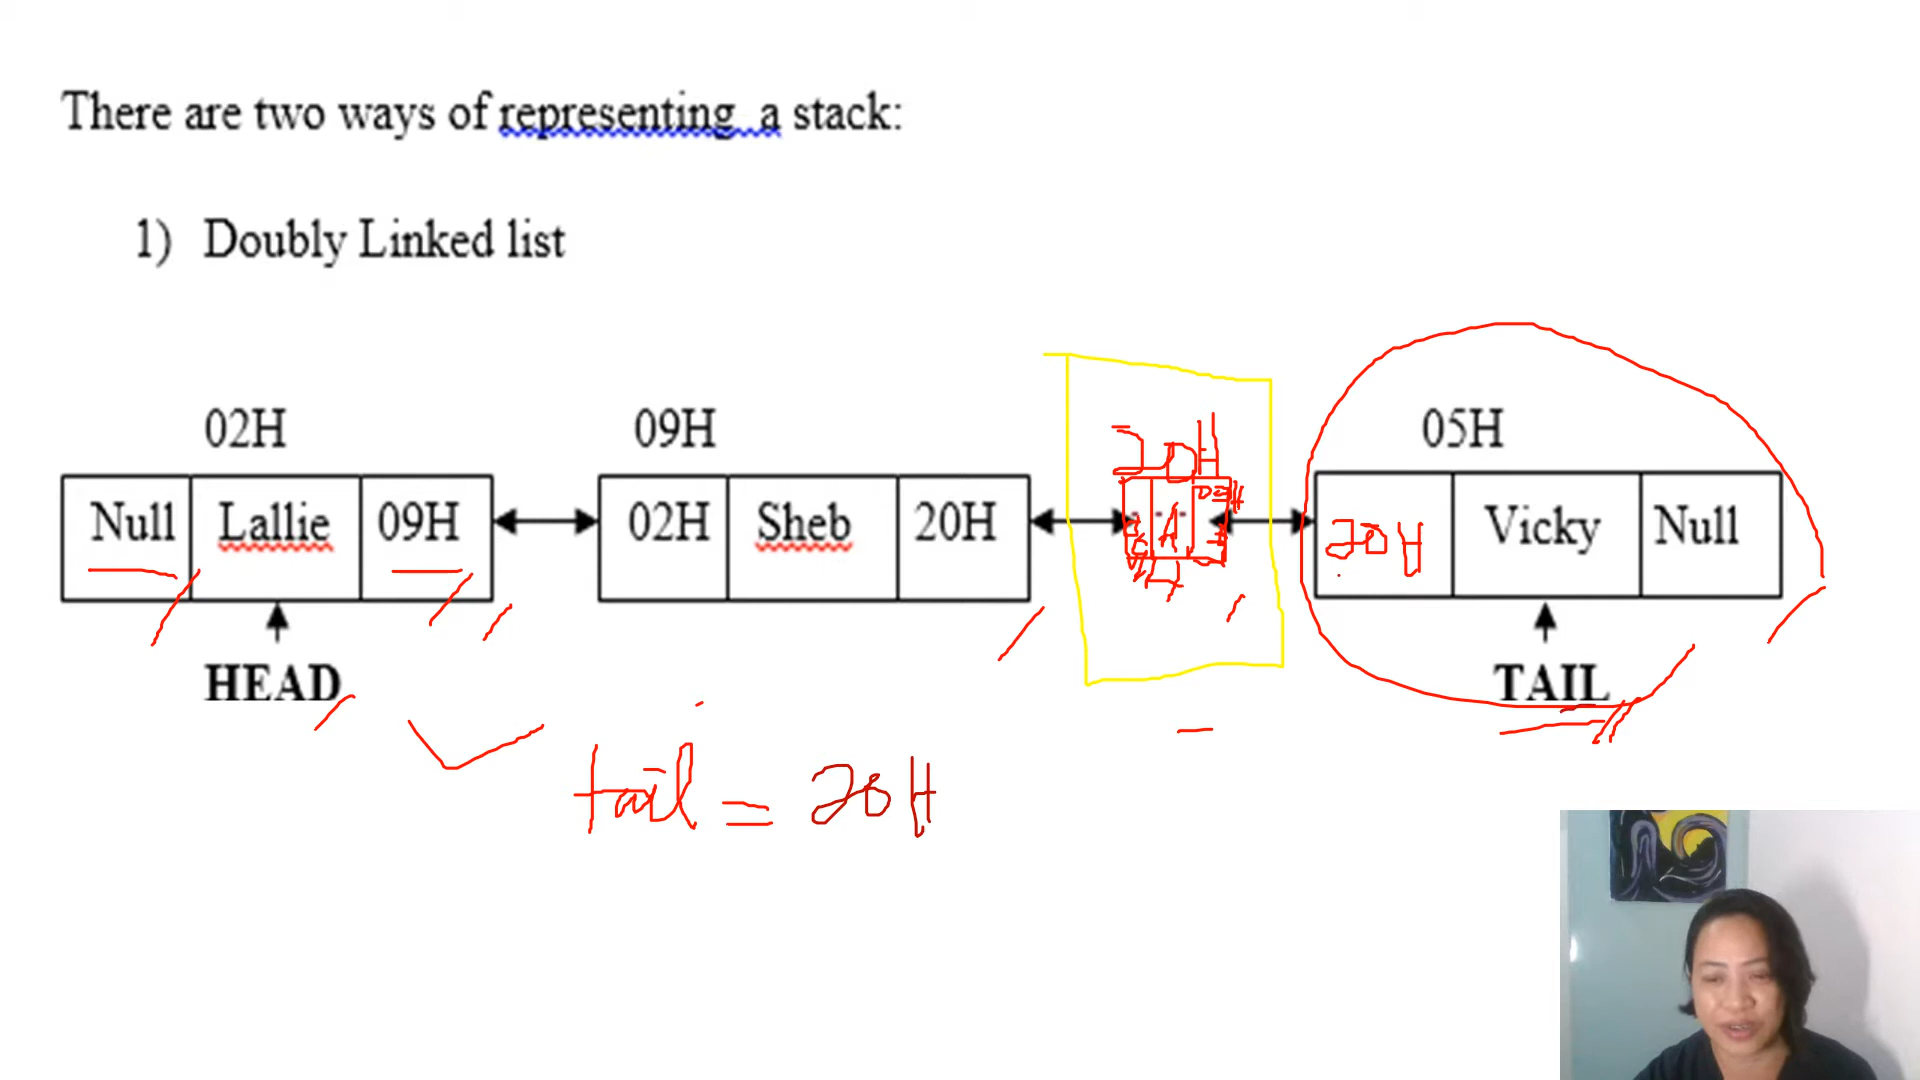 There are two ways of representing a stack:
1) Doubly Linked list
02H 09H 20H 05H
Null Lallie 09H 02H Sheb 20H A 20H Vicky Null
HEAD TAIL
tail = 20H